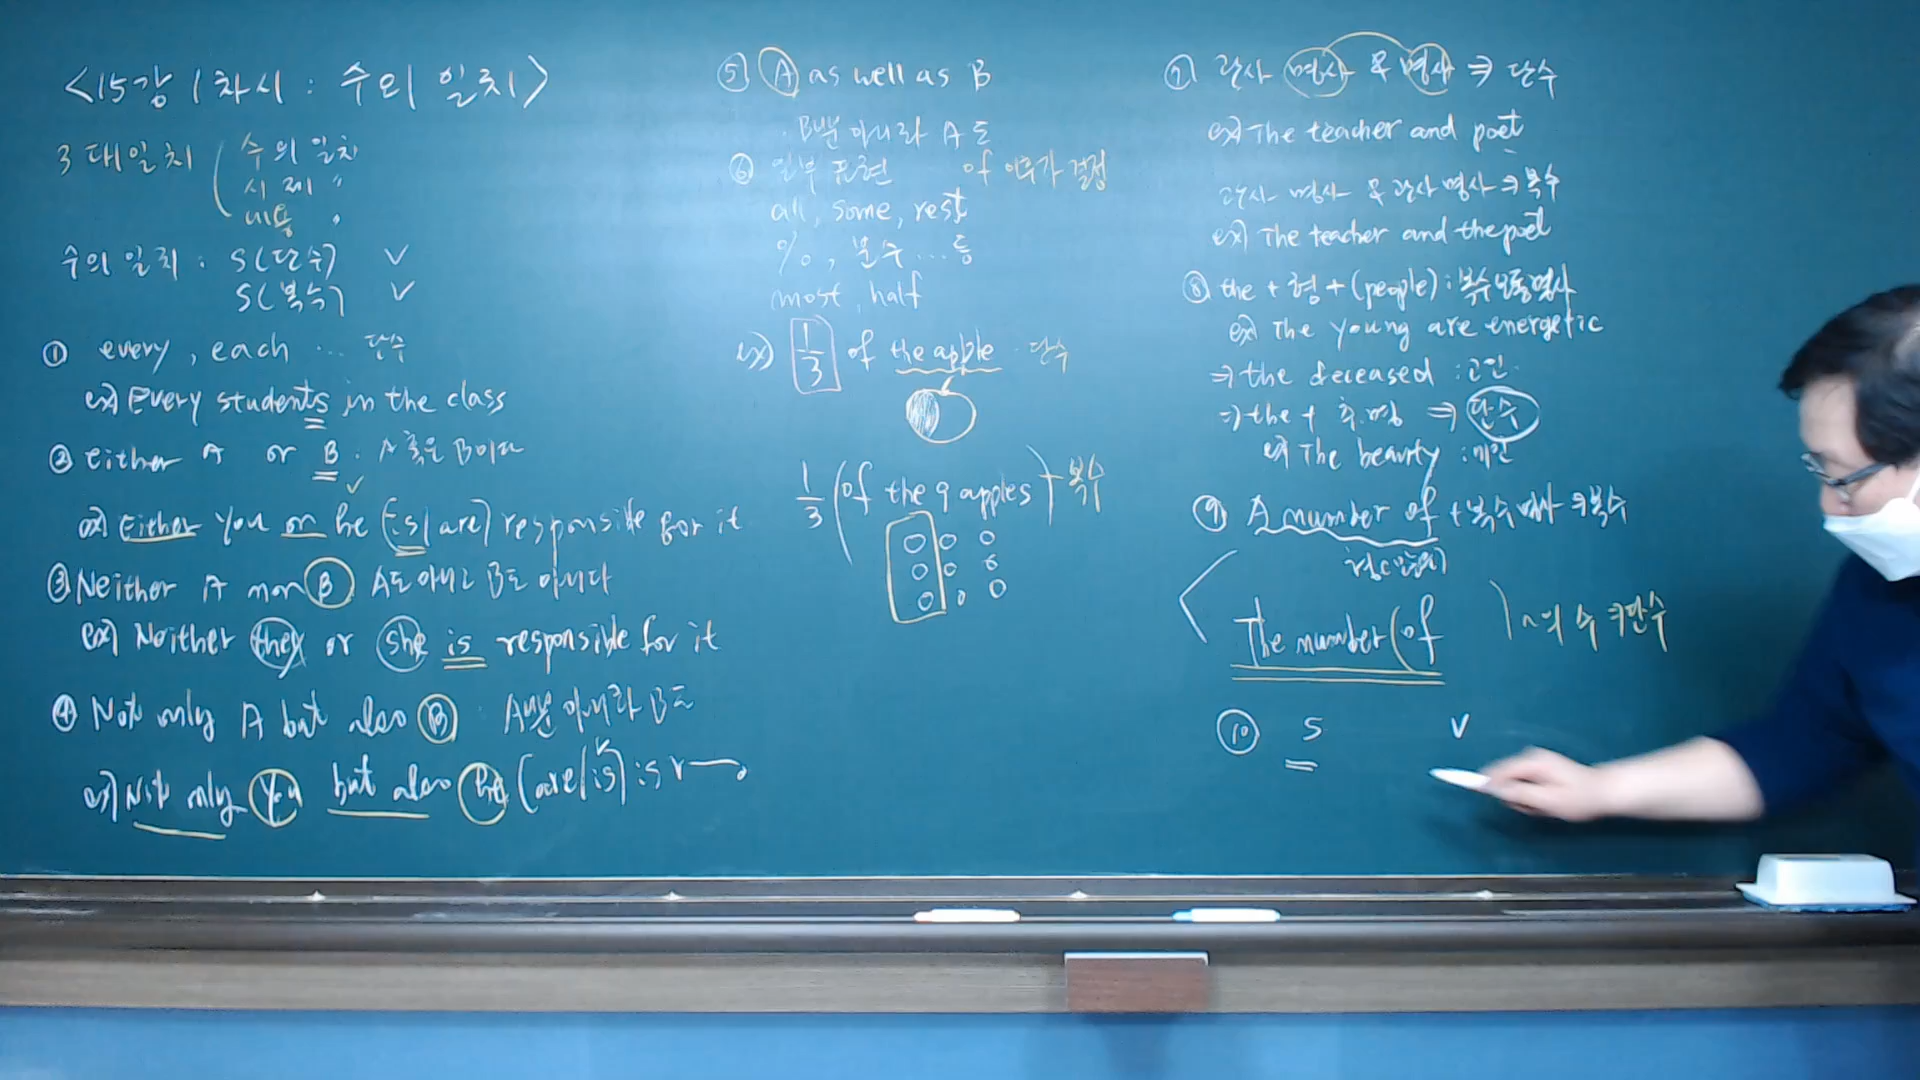 <15강 1차시 : 수의 일치>
3대일치 ( 수의 일치
시제 "
내용 "
수의 일치 : S(단수) V
S(복수) V
① every, each ... 단수
ex) Every students in the class
② either A or B . A 혹은 B이다
ex) Either you or he (is/are) responsible for it
③ Neither A nor B A도 아니고 B도 아니다
ex) Neither they or she is responsible for it
④ Not only A but also B . A뿐 아니라 B도
ex) Not only you but also he (are/is) is r
⑤ A as well as B
. B뿐 아니라 A도
⑥ 일부 표현 of 이후가 결정
all, some, rest
%, 분수 ... 등
most, half
ex) 1/3 of the apple . 단수
1/3 (of the 9 apples) 복수
⑦ 관사 명사 & 명사 ⇒ 단수
ex) The teacher and poet
관사 명사 & 관사 명사 ⇒ 복수
ex) The teacher and the poet
⑧ the + 형 + (people) : 복수보통명사
ex) The young are energetic
⇒ the deceased : 고인
⇒ the + 추.명 ⇒ 단수
ex) The beauty : 미인
⑨ A number of + 복수명사 ⇒ 복수
The number (of ) ~의 수 ⇒ 단수
⑩ S V